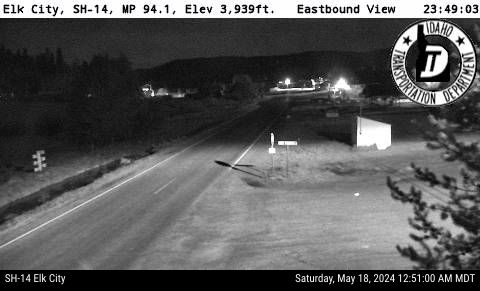 Elk City, SH-14, MP 94.1, Elev 3,939ft. Eastbound View 23:49:03
IDAHO
TRANSPORTATION DEPARTMENT
SH-14 Elk City Saturday, May 18, 2024 12:51:00 AM MDT